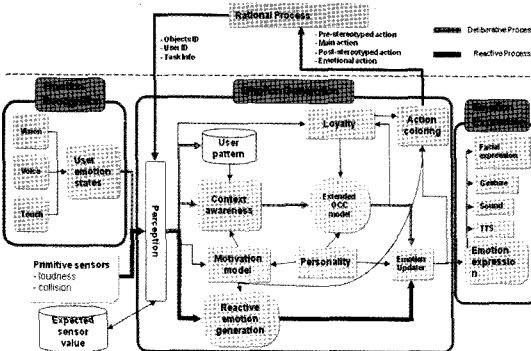 Rational Process
- Objects ID
- User ID
- Task Info
- Pre-stereotyped action
- Main action
- Post-stereotyped action
- Emotional action
Deliberative Process
Reactive Process
Vision
Voice
Touch
User
emotion
states
Primitive sensors
- loudness
- collision
Expected
sensor
value
Perception
User
pattern
Loyalty
Action
coloring
Context
awareness
Extended
OCC
model
Motivation
model
Personality
Emotion
Updater
Reactive
emotion
generation
Facial
expression
Gesture
Sound
TTS
Emotion
expressio
n